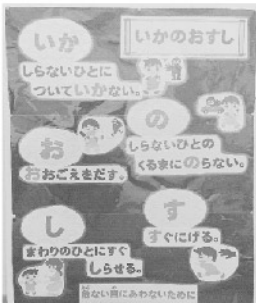 いかのおすし
いか
しらないひとに
ついていかない。
の
しらないひとの
くるまにのらない。
お
おおごえをだす。
す
すぐにげる。
し
まわりのひとにすぐ
しらせる。
危ない目にあわないために